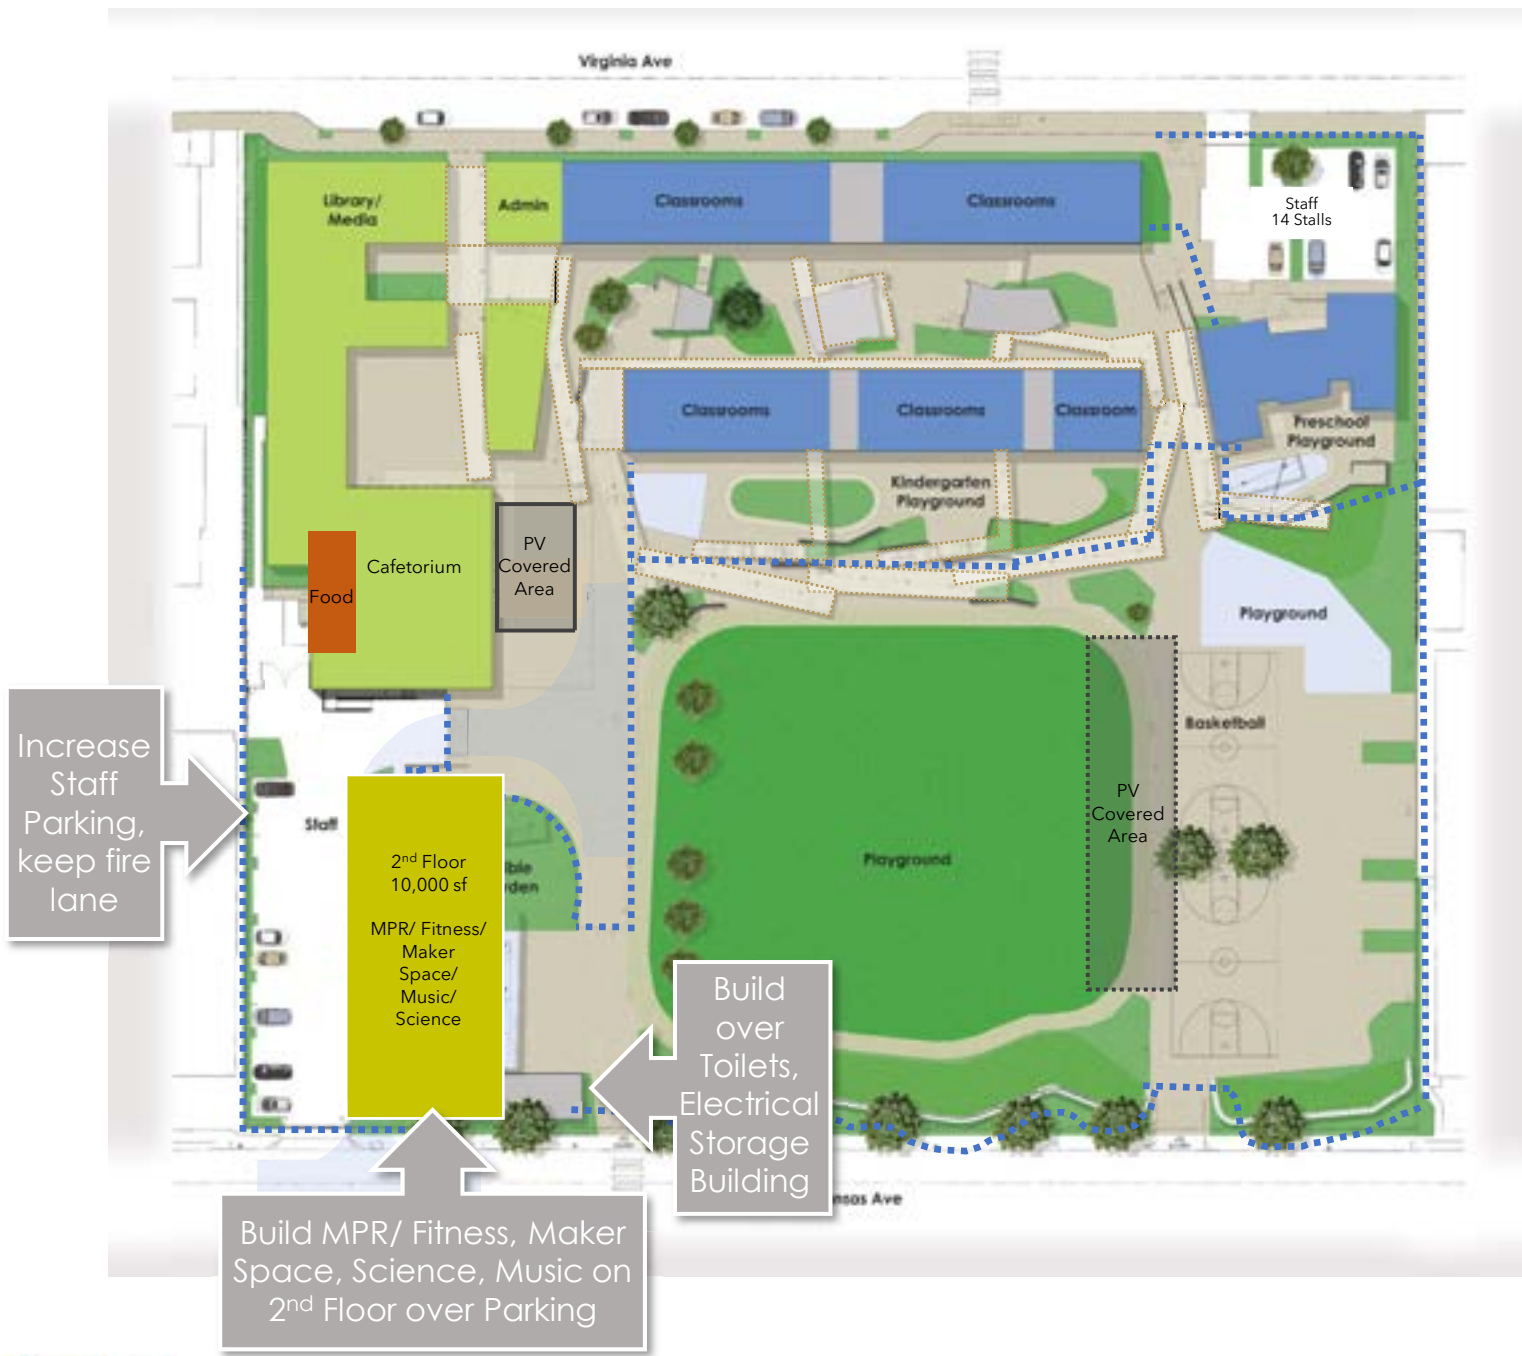 Virginia Ave
Library/
Media
Admin
Classrooms
Classrooms
Staff
14 Stalls
Classrooms
Classrooms
Classroom
Preschool
Playground
Kindergarten
Playground
PV
Covered
Area
Cafetorium
Food
Playground
Basketball
Increase
Staff
Parking,
keep fire
lane
Staff
2nd Floor
10,000 sf
MPR/ Fitness/
Maker
Space/
Music/
Science
Playground
PV
Covered
Area
Build
over
Toilets,
Electrical
Storage
Building
Ave
Build MPR/ Fitness, Maker
Space, Science, Music on
2nd Floor over Parking